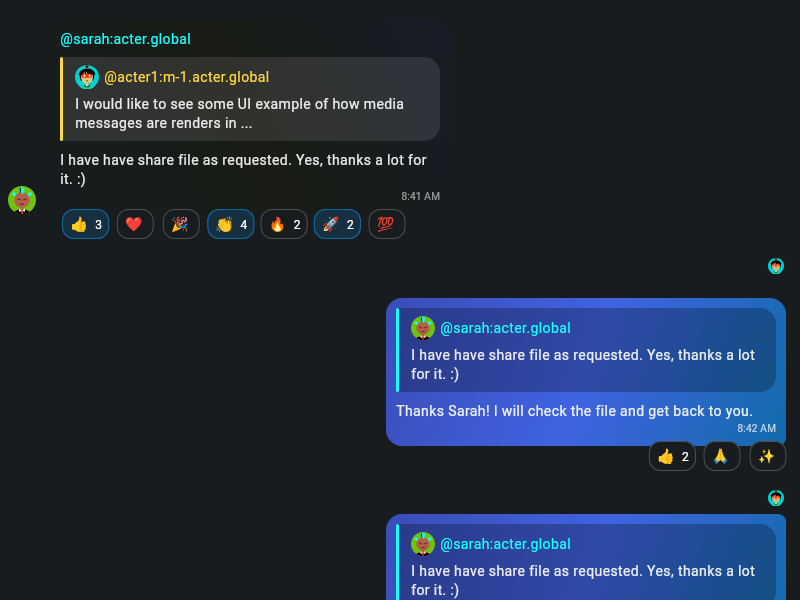 @sarah:acter.global
@acter1:m-1.acter.global
I would like to see some UI example of how media
messages are renders in ...
I have have share file as requested. Yes, thanks a lot for
it. :)
8:41 AM
👍 3 ❤️ 🎉 👏 4 🔥 2 🚀 2 💯
@sarah:acter.global
I have have share file as requested. Yes, thanks a lot
for it. :)
Thanks Sarah! I will check the file and get back to you.
8:42 AM
👍 2 🙏 ✨
@sarah:acter.global
I have have share file as requested. Yes, thanks a lot
for it. :)